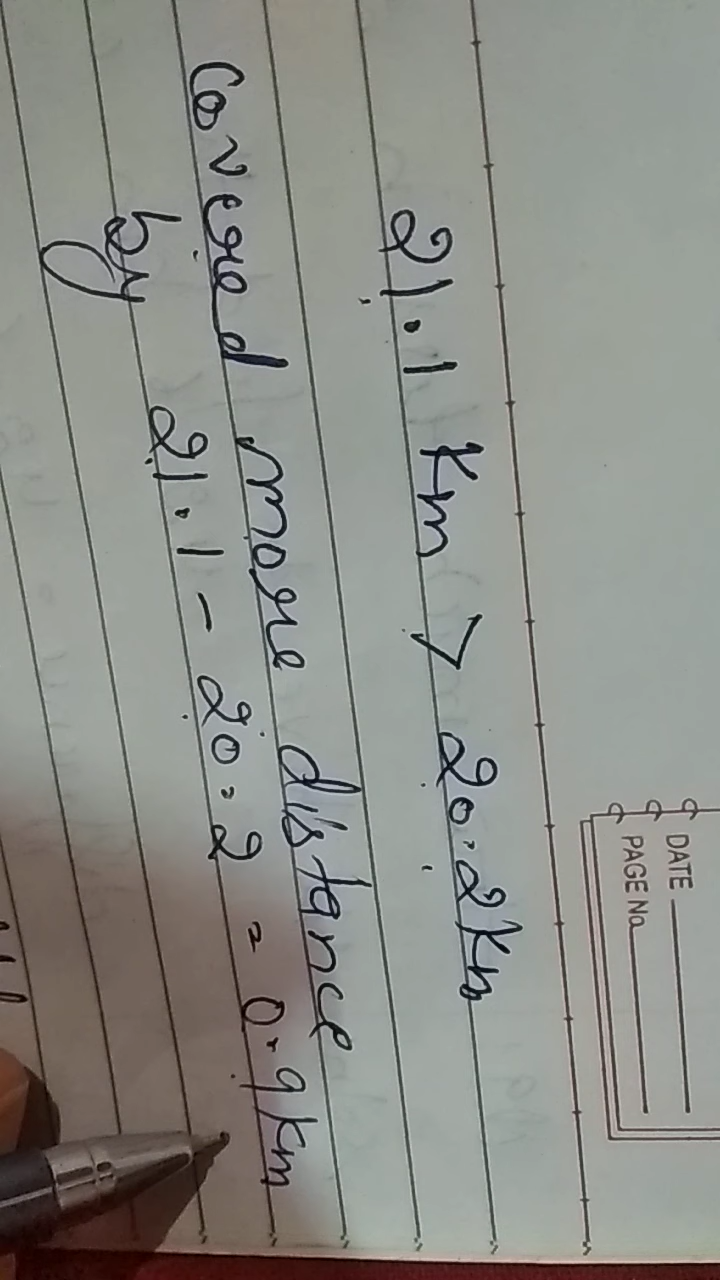 DATE
PAGE No.
21.1 km > 20.2 km
Covered more distance
by 21.1 - 20.2 = 0.9 km